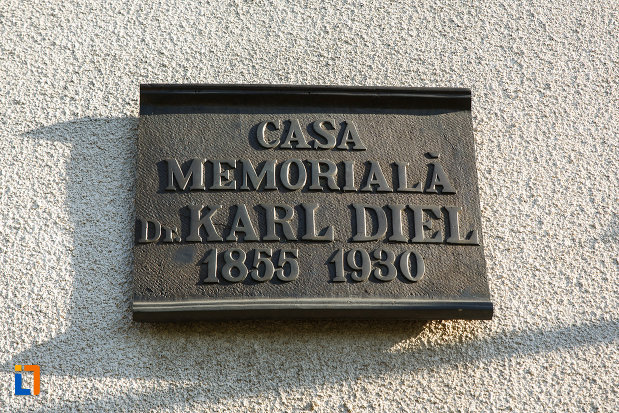 CASA
MEMORIALĂ
Dr. KARL DIEL
1855 1930